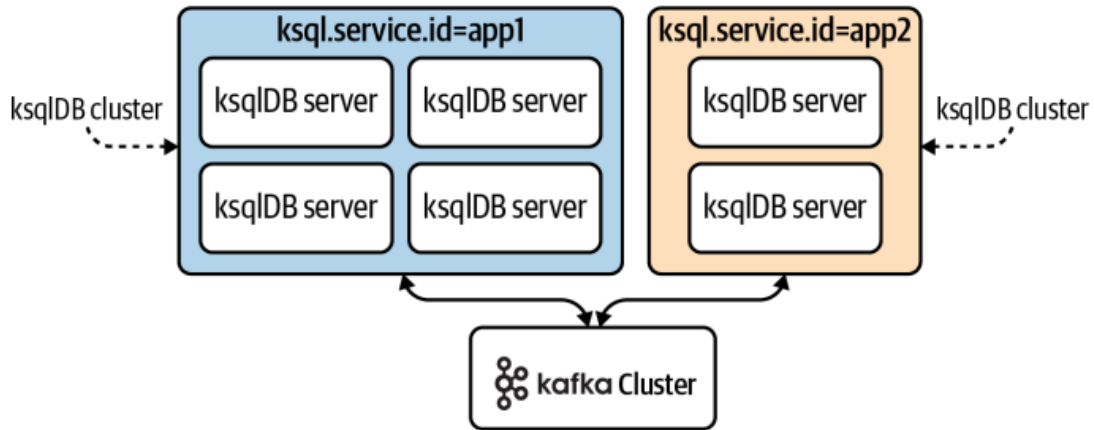 ksql.service.id=app1
ksql.service.id=app2
ksqlDB server
ksqlDB server
ksqlDB server
ksqlDB cluster
ksqlDB cluster
ksqlDB server
ksqlDB server
ksqlDB server
kafka Cluster